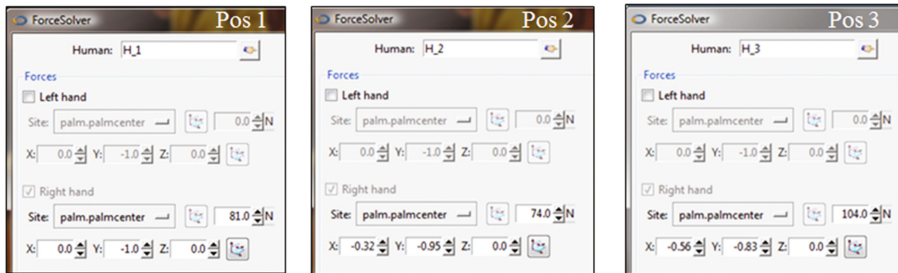 ForceSolver Pos 1
Human: H_1
Forces
Left hand
Site: palm.palmcenter 0.0 N
X: 0.0 Y: -1.0 Z: 0.0
Right hand
Site: palm.palmcenter 81.0 N
X: 0.0 Y: -1.0 Z: 0.0
ForceSolver Pos 2
Human: H_2
Forces
Left hand
Site: palm.palmcenter 0.0 N
X: 0.0 Y: -1.0 Z: 0.0
Right hand
Site: palm.palmcenter 74.0 N
X: -0.32 Y: -0.95 Z: 0.0
ForceSolver Pos 3
Human: H_3
Forces
Left hand
Site: palm.palmcenter 0.0 N
X: 0.0 Y: -1.0 Z: 0.0
Right hand
Site: palm.palmcenter 104.0 N
X: -0.56 Y: -0.83 Z: 0.0